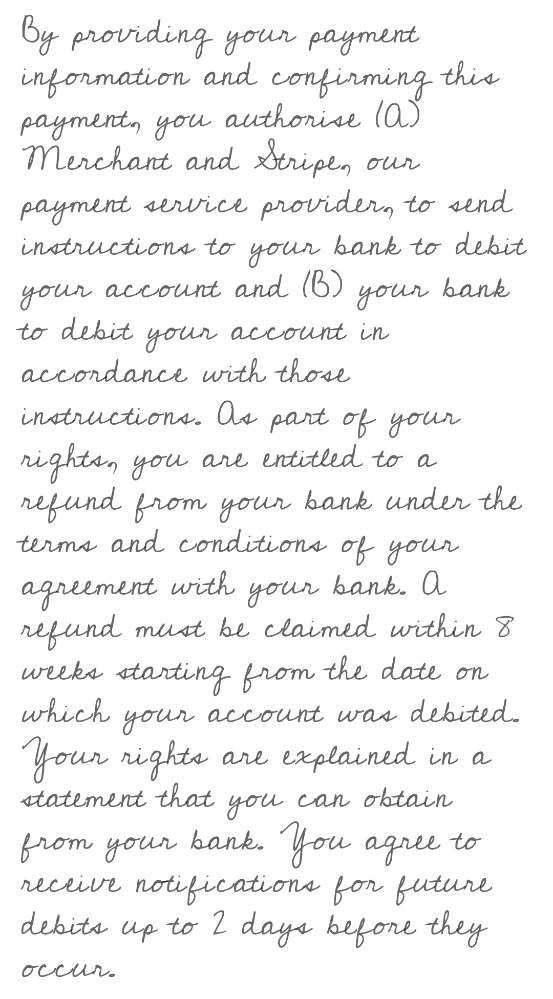 By providing your payment
information and confirming this
payment, you authorise (A)
Merchant and Stripe, our
payment service provider, to send
instructions to your bank to debit
your account and (B) your bank
to debit your account in
accordance with those
instructions. As part of your
rights, you are entitled to a
refund from your bank under the
terms and conditions of your
agreement with your bank. A
refund must be claimed within 8
weeks starting from the date on
which your account was debited.
Your rights are explained in a
statement that you can obtain
from your bank. You agree to
receive notifications for future
debits up to 2 days before they
occur.